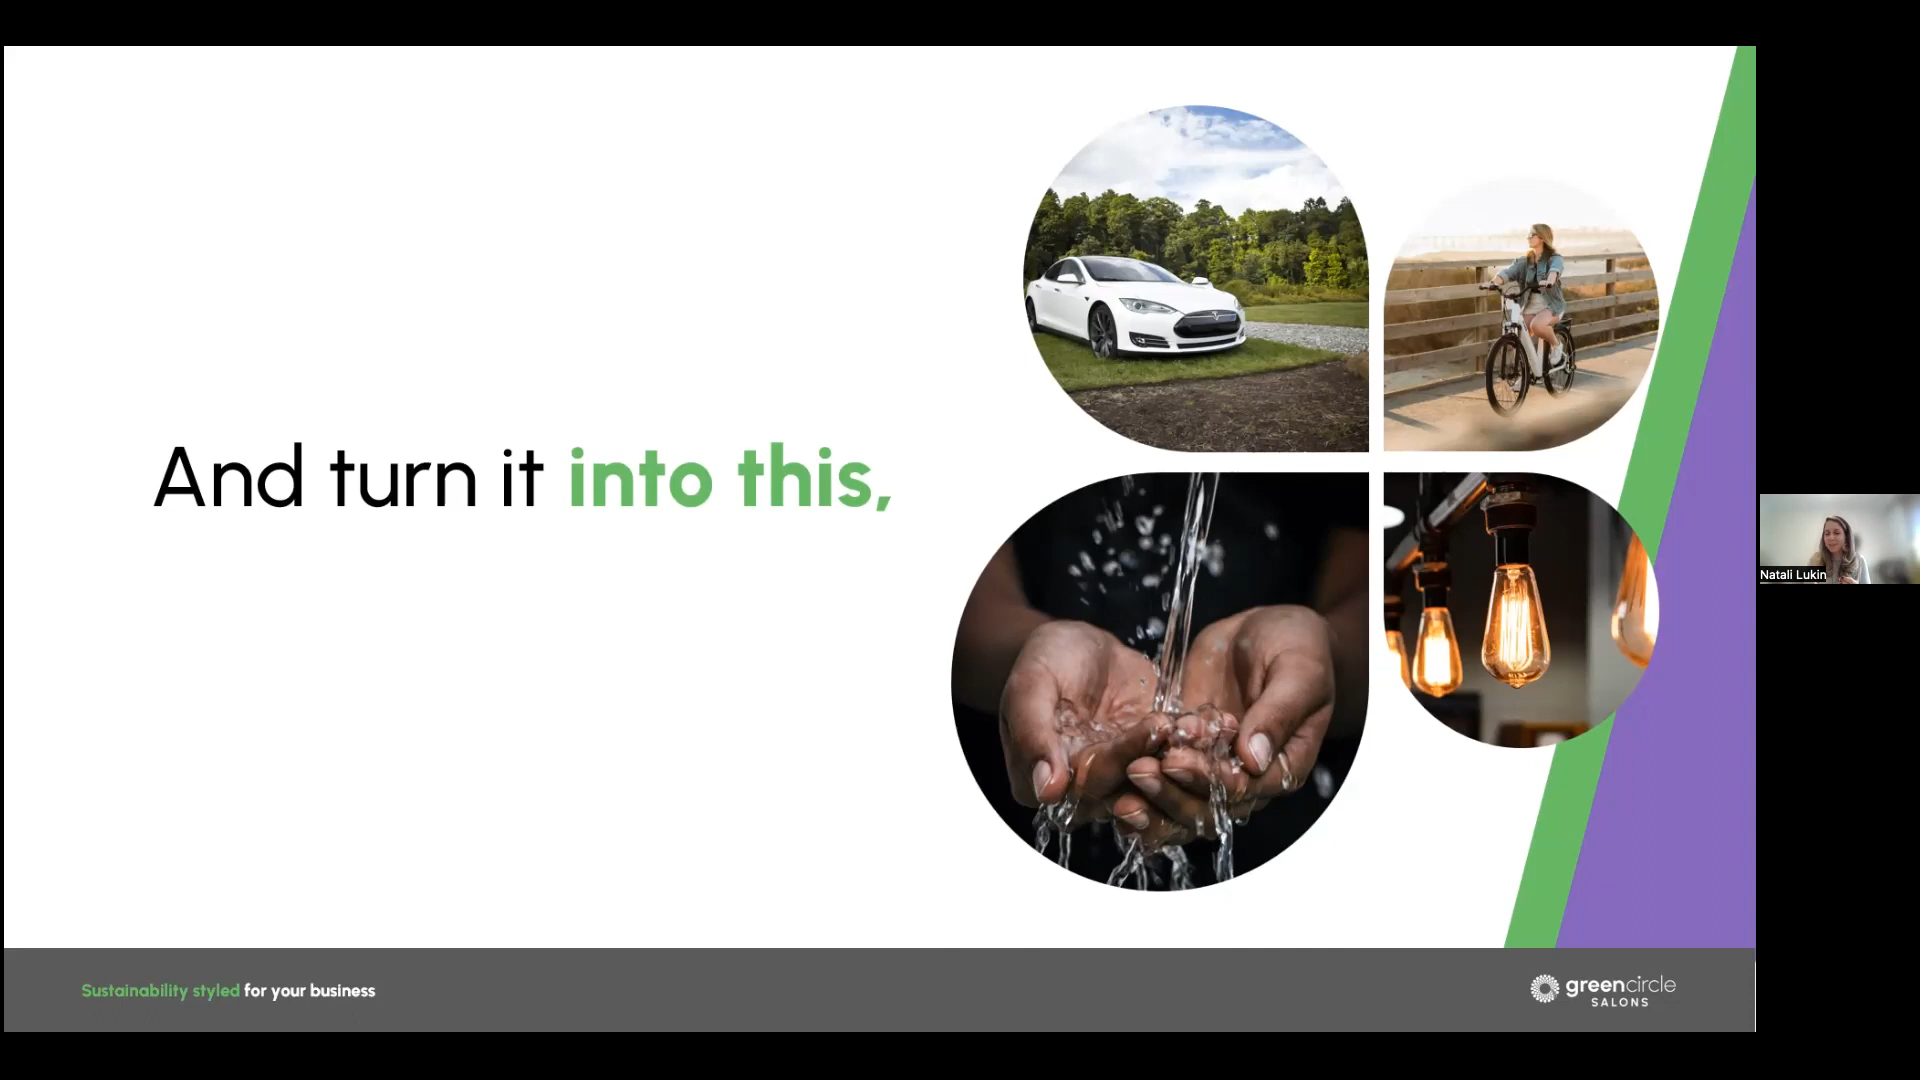 And turn it into this,
Natali Lukin
Sustainability styled for your business
greencircle
SALONS